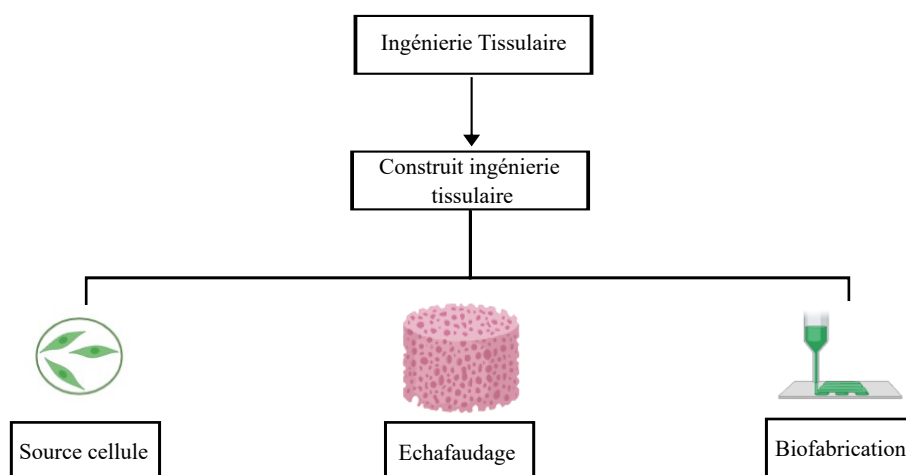 Ingénierie Tissulaire
Construit ingénierie
tissulaire
Source cellule
Echafaudage
Biofabrication